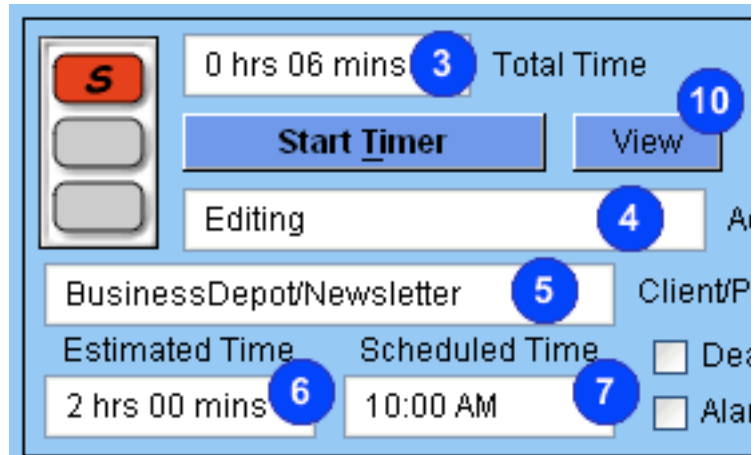 S
0 hrs 06 mins 3 Total Time
10
Start Timer View
Editing 4
BusinessDepot/Newsletter 5 Client/P
Estimated Time Scheduled Time
2 hrs 00 mins 6 10:00 AM 7